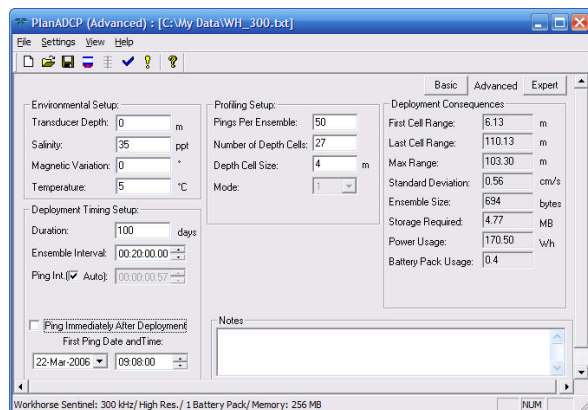 PlanADCP (Advanced) : [C:\My Data\WH_300.txt]
File Settings View Help
Basic Advanced Expert
Environmental Setup:
Transducer Depth: 0 m
Salinity: 35 ppt
Magnetic Variation: 0 °
Temperature: 5 °C
Profiling Setup:
Pings Per Ensemble: 50
Number of Depth Cells: 27
Depth Cell Size: 4 m
Mode: 1
Deployment Consequences
First Cell Range: 6.13 m
Last Cell Range: 110.13 m
Max Range: 103.30 m
Standard Deviation: 0.56 cm/s
Ensemble Size: 694 bytes
Storage Required: 4.77 MB
Power Usage: 170.50 Wh
Battery Pack Usage: 0.4
Deployment Timing Setup:
Duration: 100 days
Ensemble Interval: 00:20:00.00
Ping Int.( Auto): 00:00:00.57
Ping Immediately After Deployment
First Ping Date andTime:
22-Mar-2006 09:08:00
Notes
Workhorse Sentinel: 300 kHz/ High Res./ 1 Battery Pack/ Memory: 256 MB
NUM